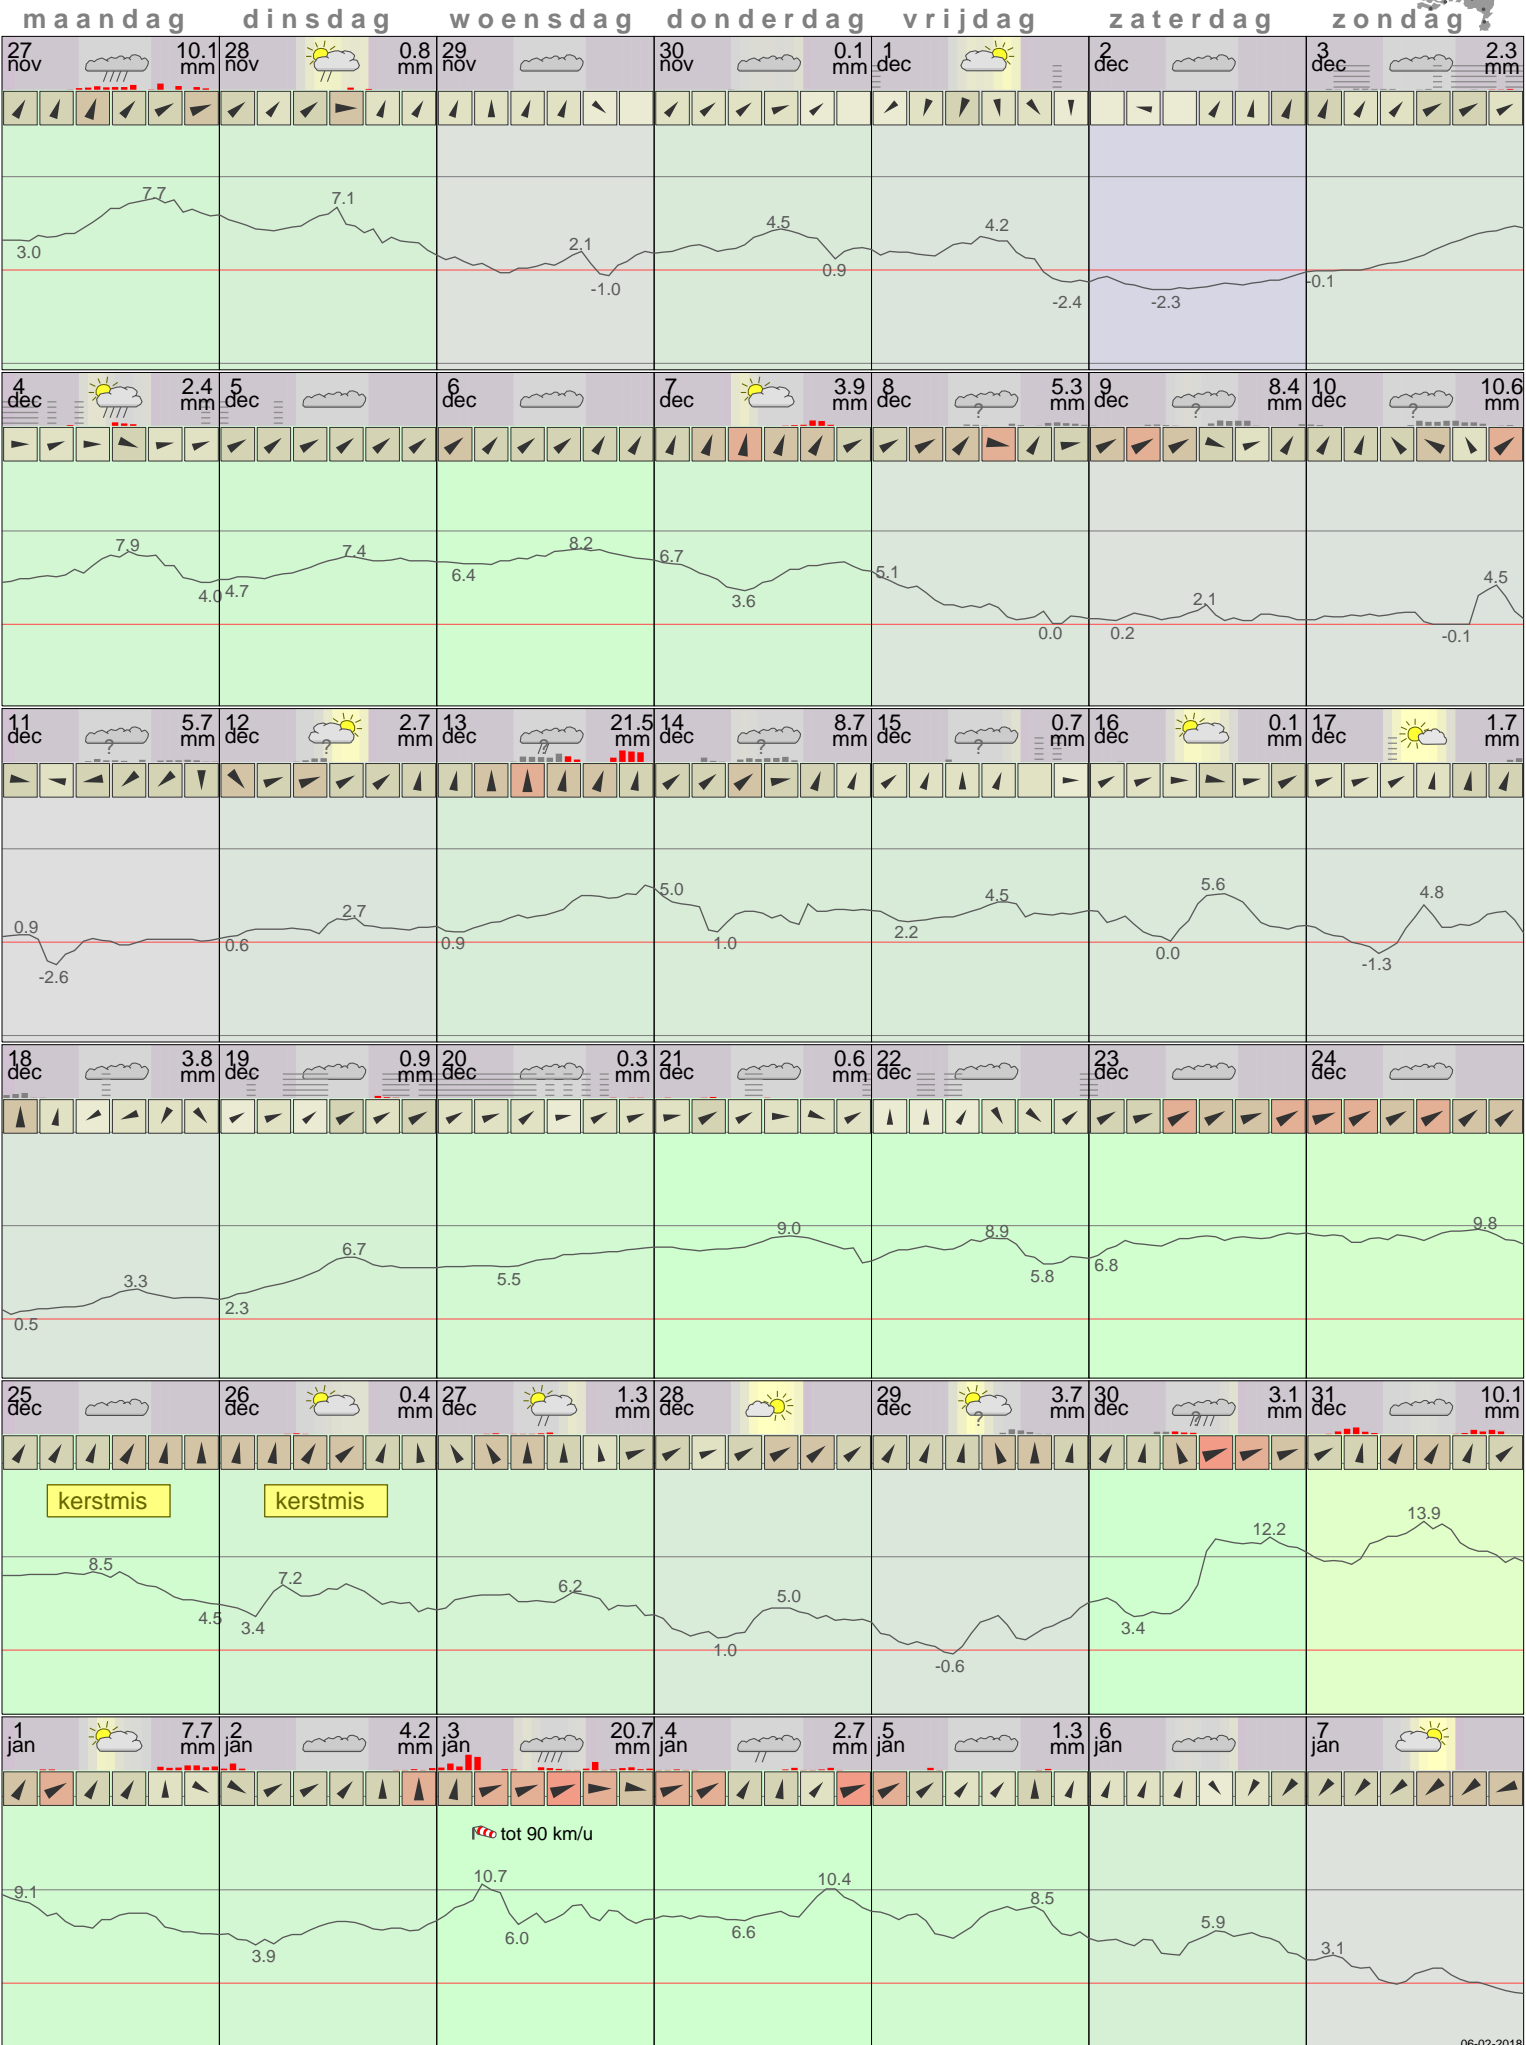 maandag dinsdag woensdag donderdag vrijdag zaterdag zondag
27 nov 10.1 mm 28 nov 0.8 mm 29 nov 30 nov 0.1 mm 1 dec 2 dec 3 dec 2.3 mm
7.7 7.1 4.5 4.2
3.0 2.1 0.9 -0.1
-1.0 -2.4 -2.3
4 dec 2.4 mm 5 dec 6 dec 7 dec 3.9 mm 8 dec ? 5.3 mm 9 dec ? 8.4 mm 10 dec ? 10.6 mm
7.9 7.4 8.2 6.7 5.1 2.1 4.5
4.0 4.7 6.4 3.6 0.0 0.2 -0.1
11 dec ? 5.7 mm 12 dec ? 2.7 mm 13 dec ? 21.5 mm 14 dec ? 8.7 mm 15 dec ? 0.7 mm 16 dec 0.1 mm 17 dec 1.7 mm
0.9 2.7 5.0 4.5 5.6 4.8
-2.6 0.6 0.9 1.0 2.2 0.0 -1.3
18 dec 3.8 mm 19 dec 0.9 mm 20 dec 0.3 mm 21 dec 0.6 mm 22 dec 23 dec 24 dec
3.3 6.7 9.0 8.9 9.8
0.5 2.3 5.5 5.8 6.8
25 dec 26 dec 0.4 mm 27 dec 1.3 mm 28 dec 29 dec ? 3.7 mm 30 dec ? 3.1 mm 31 dec 10.1 mm
kerstmis kerstmis
8.5 7.2 6.2 5.0 12.2 13.9
4.5 3.4 1.0 -0.6 3.4
1 jan 7.7 mm 2 jan 4.2 mm 3 jan 20.7 mm 4 jan 2.7 mm 5 jan 1.3 mm 6 jan 7 jan
tot 90 km/u
9.1 10.7 10.4 8.5 5.9 3.1
3.9 6.0 6.6
06-02-2018